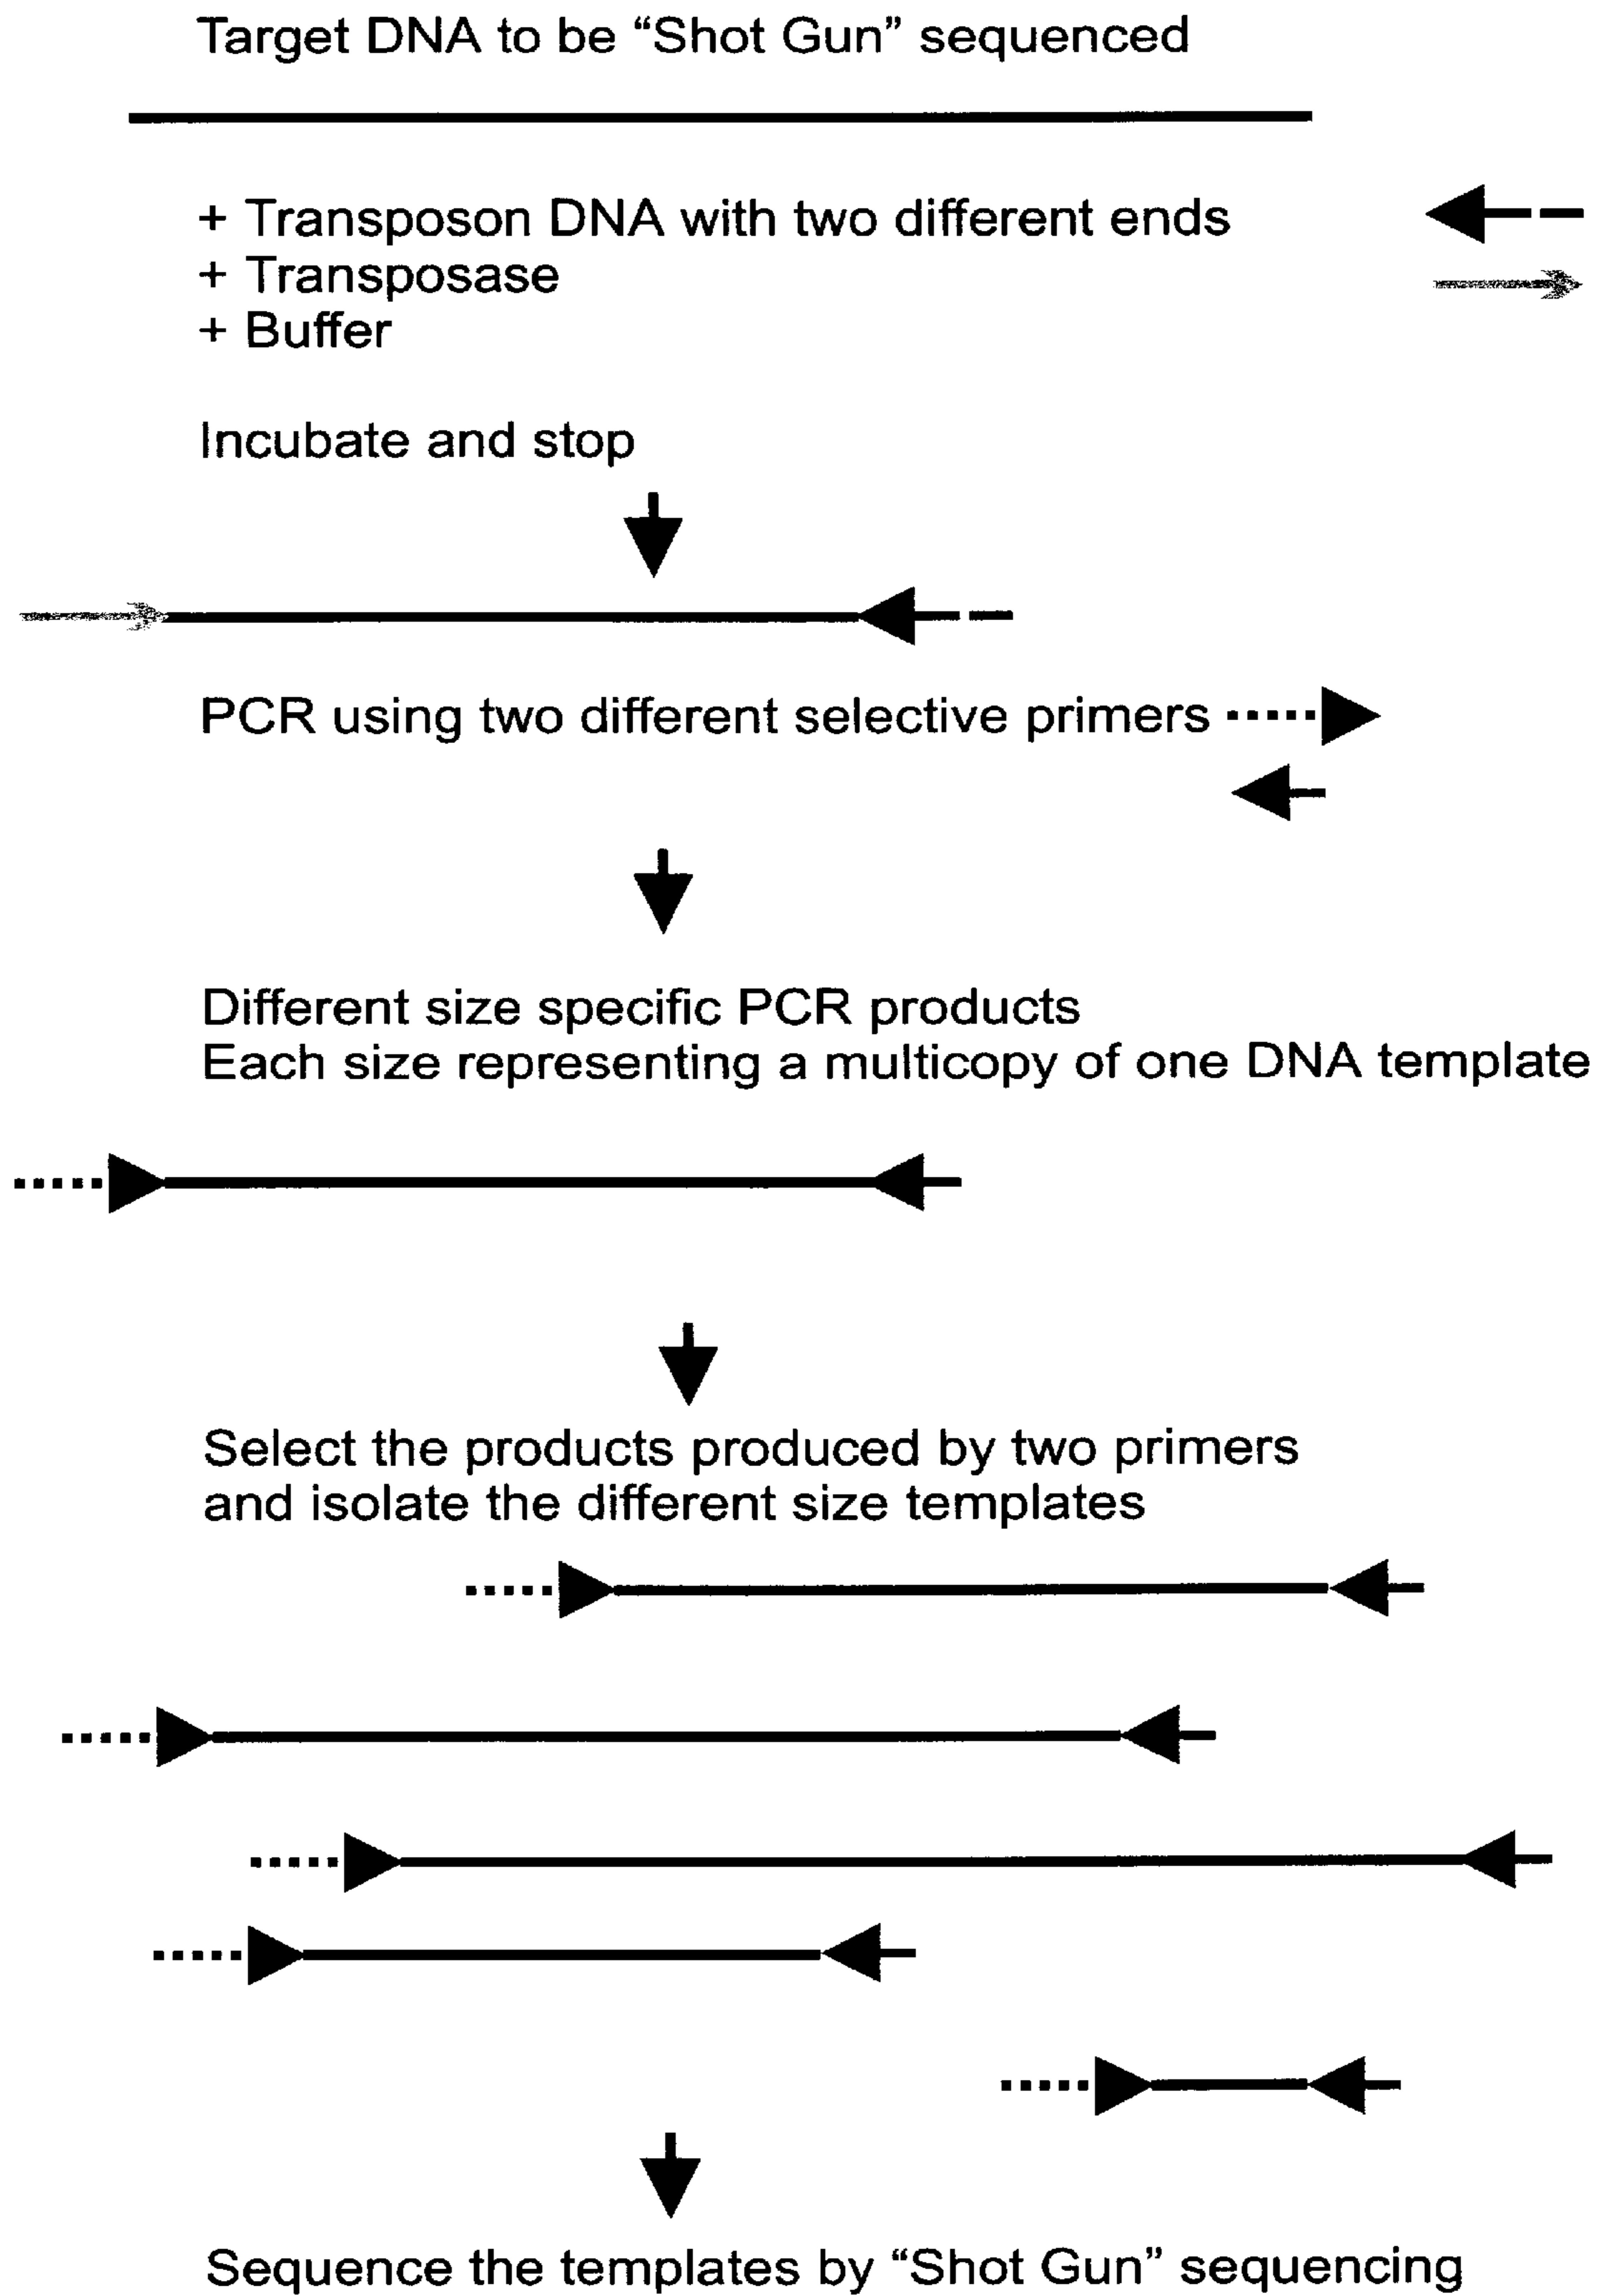 Target DNA to be “Shot Gun” sequenced
+ Transposon DNA with two different ends
+ Transposase
+ Buffer
Incubate and stop
PCR using two different selective primers
Different size specific PCR products
Each size representing a multicopy of one DNA template
Select the products produced by two primers
and isolate the different size templates
Sequence the templates by “Shot Gun” sequencing